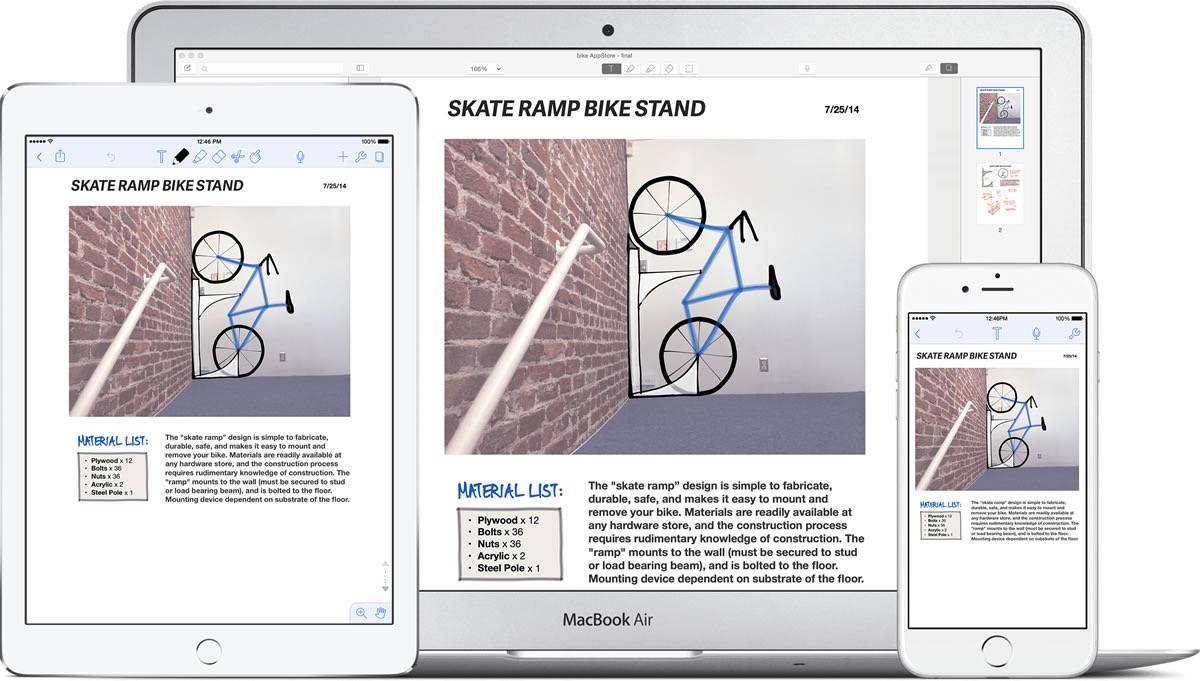 bike AppStore - final
166%
T
SKATE RAMP BIKE STAND
7/25/14
MATERIAL LIST:
• Plywood x 12
• Bolts x 36
• Nuts x 36
• Acrylic x 2
• Steel Pole x 1
The "skate ramp" design is simple to fabricate,
durable, safe, and makes it easy to mount and
remove your bike. Materials are readily available at
any hardware store, and the construction process
requires rudimentary knowledge of construction. The
"ramp" mounts to the wall (must be secured to stud
or load bearing beam), and is bolted to the floor.
Mounting device dependent on substrate of the floor.
1
2
MacBook Air
12:46 PM
100%
T
SKATE RAMP BIKE STAND
7/25/14
MATERIAL LIST:
• Plywood x 12
• Bolts x 36
• Nuts x 36
• Acrylic x 2
• Steel Pole x 1
The "skate ramp" design is simple to fabricate,
durable, safe, and makes it easy to mount and
remove your bike. Materials are readily available at
any hardware store, and the construction process
requires rudimentary knowledge of construction. The
"ramp" mounts to the wall (must be secured to stud
or load bearing beam), and is bolted to the floor.
Mounting device dependent on substrate of the floor.
12:46PM
100%
T
SKATE RAMP BIKE STAND
7/25/14
MATERIAL LIST:
• Plywood x 12
• Bolts x 36
• Nuts x 36
• Acrylic x 2
• Steel Pole x 1
The "skate ramp" design is simple to fabricate,
durable, safe, and makes it easy to mount and
remove your bike. Materials are readily available at
any hardware store, and the construction process
requires rudimentary knowledge of construction. The
"ramp" mounts to the wall (must be secured to stud
or load bearing beam), and is bolted to the floor.
Mounting device dependent on substrate of the floor.